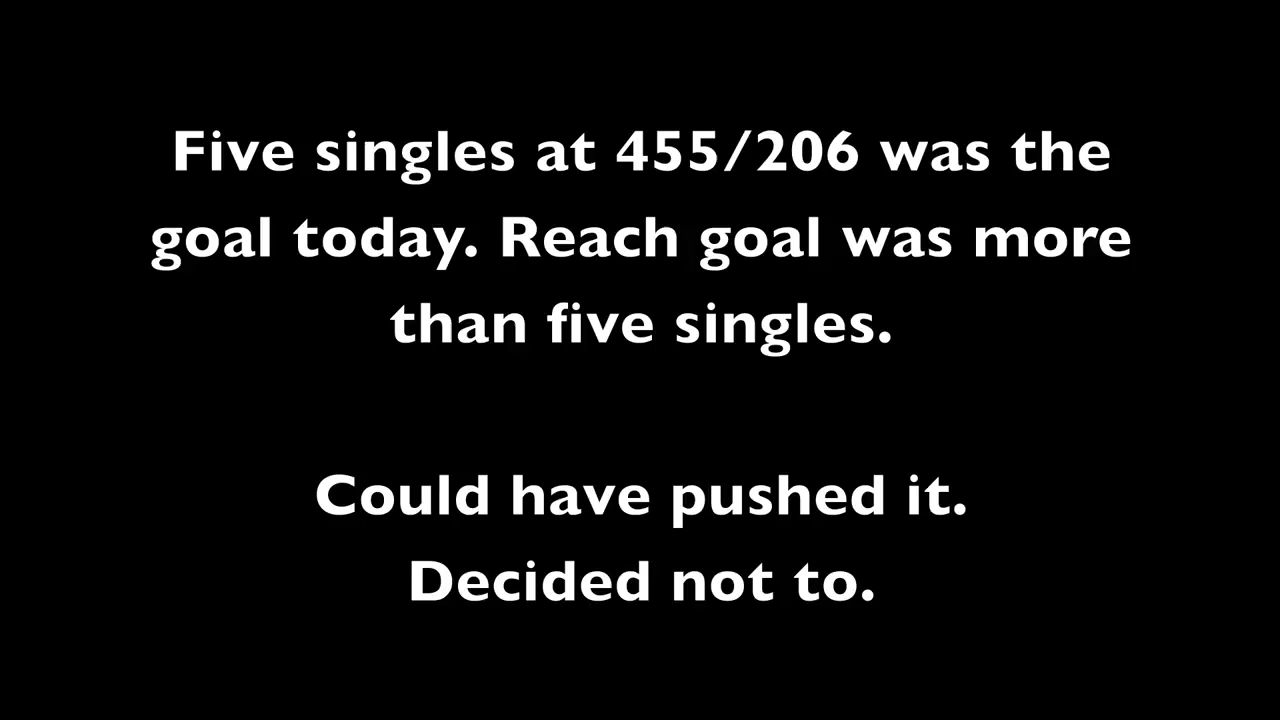 Five singles at 455/206 was the
goal today. Reach goal was more
than five singles.
Could have pushed it.
Decided not to.